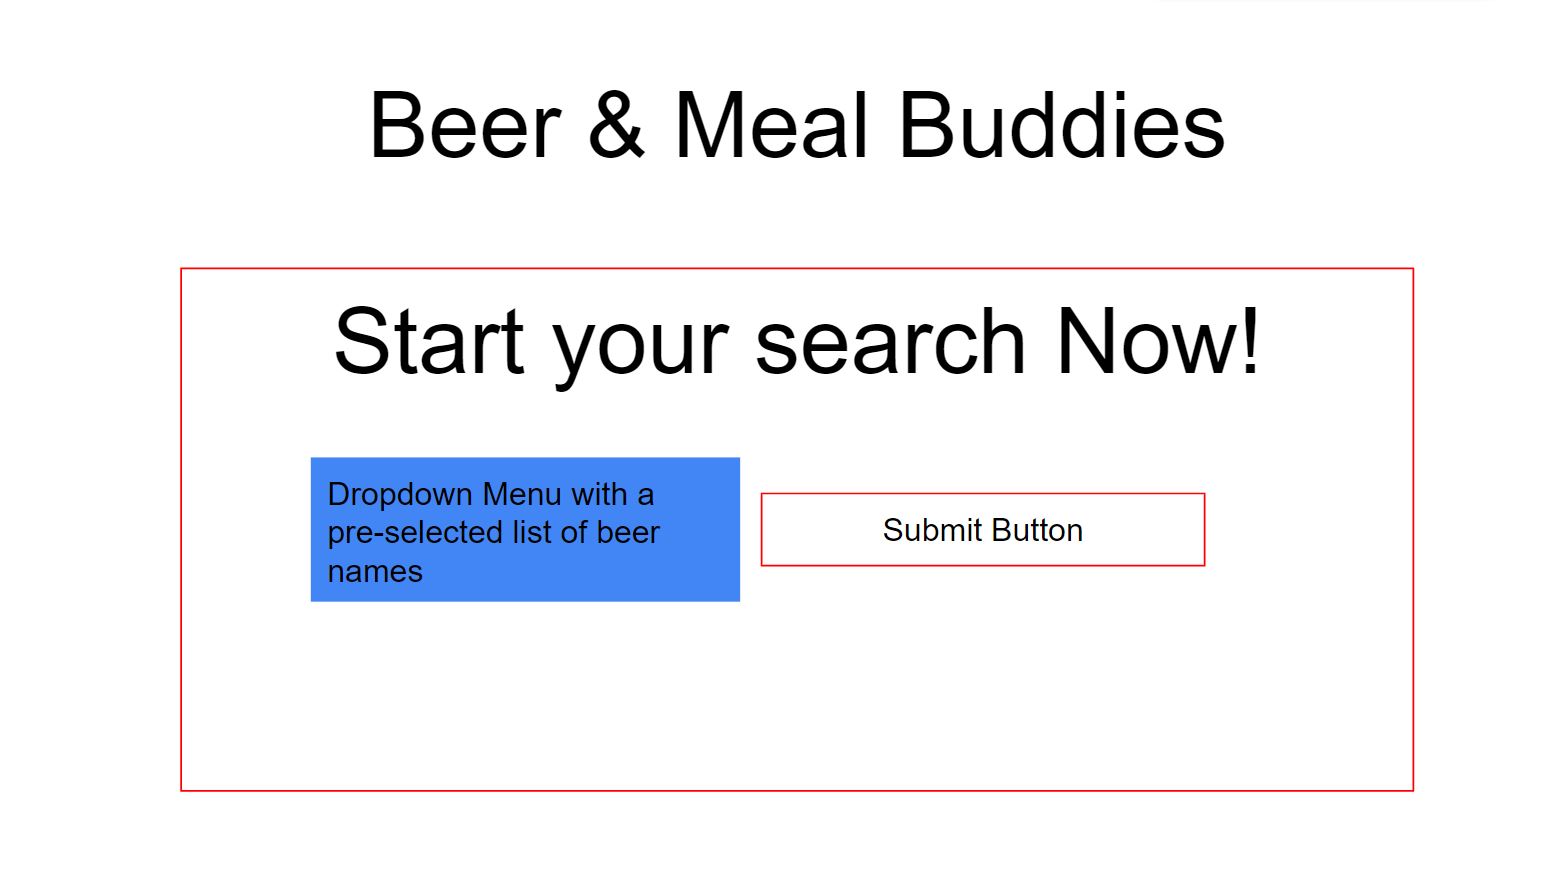 Beer & Meal Buddies
Start your search Now!
Dropdown Menu with a
pre-selected list of beer
names
Submit Button